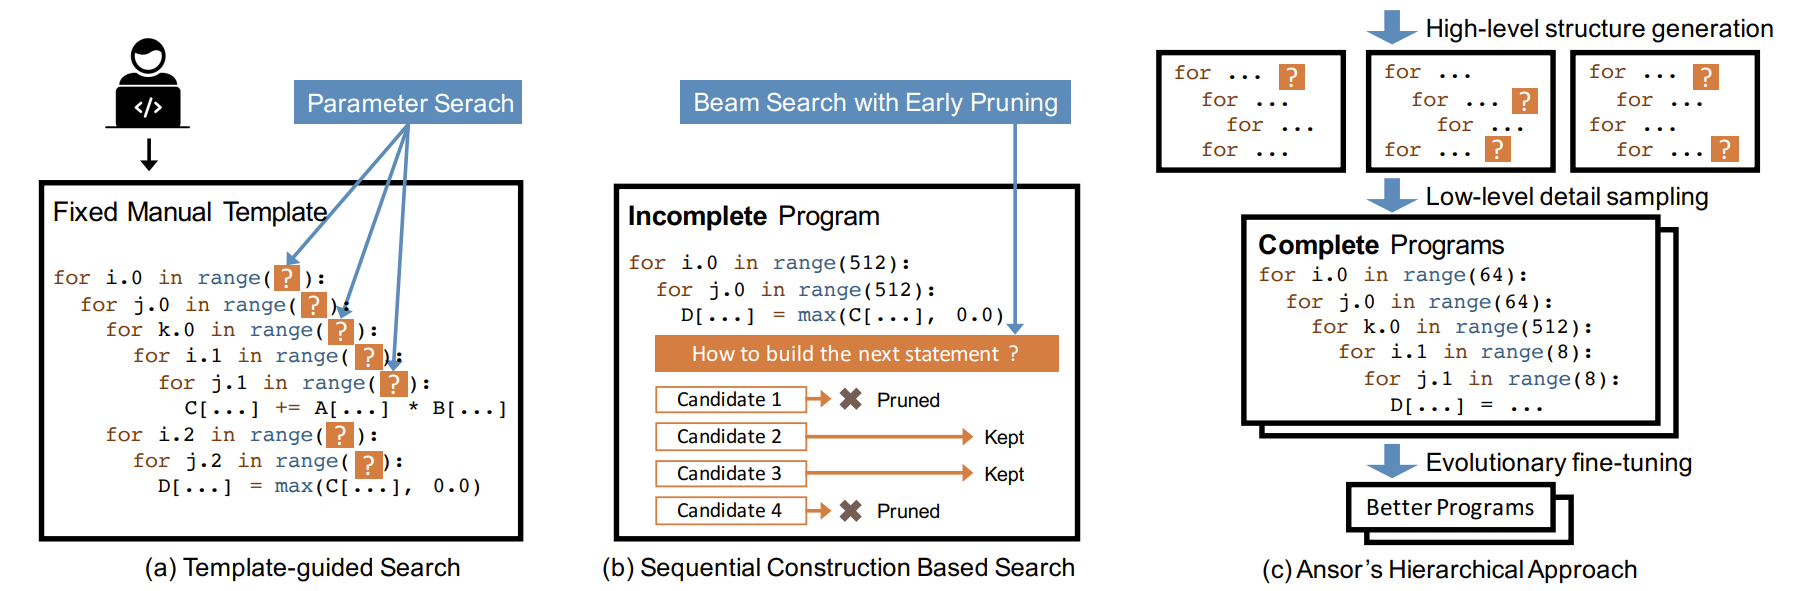 </>
Parameter Serach
Fixed Manual Template
for i.0 in range( ? ):
for j.0 in range( ? ):
for k.0 in range( ? ):
for i.1 in range( ? ):
for j.1 in range( ? ):
C[...] += A[...] * B[...]
for i.2 in range( ? ):
for j.2 in range( ? ):
D[...] = max(C[...], 0.0)
(a) Template-guided Search
Beam Search with Early Pruning
Incomplete Program
for i.0 in range(512):
for j.0 in range(512):
D[...] = max(C[...], 0.0)
How to build the next statement ?
Candidate 1 Pruned
Candidate 2 Kept
Candidate 3 Kept
Candidate 4 Pruned
(b) Sequential Construction Based Search
High-level structure generation
for ... ?
for ...
for ...
for ...
for ...
for ... ?
for ...
for ... ?
for ... ?
for ...
for ...
for ... ?
Low-level detail sampling
Complete Programs
for i.0 in range(64):
for j.0 in range(64):
for k.0 in range(512):
for i.1 in range(8):
for j.1 in range(8):
D[...] = ...
Evolutionary fine-tuning
Better Programs
(c) Ansor's Hierarchical Approach